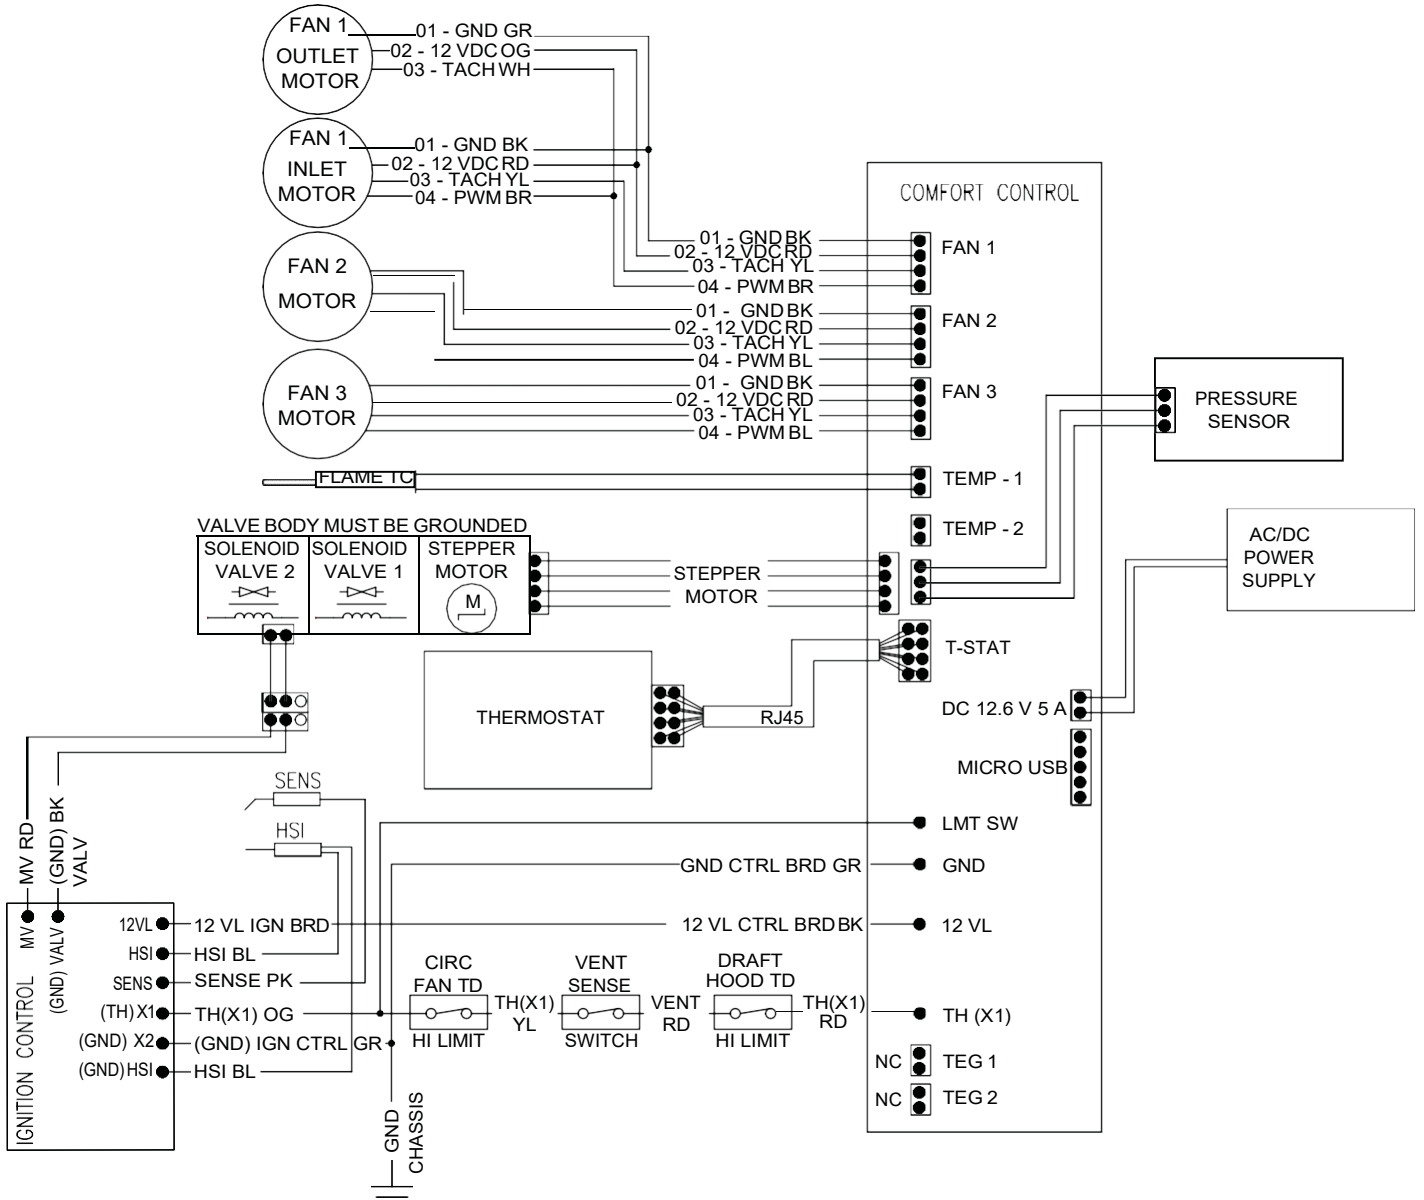 FAN 1
OUTLET
MOTOR
01 - GND GR
02 - 12 VDC OG
03 - TACH WH
FAN 1
INLET
MOTOR
01 - GND BK
02 - 12 VDC RD
03 - TACH YL
04 - PWM BR
FAN 2
MOTOR
FAN 3
MOTOR
COMFORT CONTROL
01 - GND BK
02 - 12 VDC RD
03 - TACH YL
04 - PWM BR
FAN 1
01 - GND BK
02 - 12 VDC RD
03 - TACH YL
04 - PWM BL
FAN 2
01 - GND BK
02 - 12 VDC RD
03 - TACH YL
04 - PWM BL
FAN 3
PRESSURE
SENSOR
FLAME TC
TEMP - 1
TEMP - 2
VALVE BODY MUST BE GROUNDED
SOLENOID
VALVE 2
SOLENOID
VALVE 1
STEPPER
MOTOR
M
STEPPER
MOTOR
AC/DC
POWER
SUPPLY
T-STAT
THERMOSTAT
RJ45
DC 12.6 V 5 A
MICRO USB
SENS
HSI
MV RD
(GND) BK
VALV
LMT SW
GND CTRL BRD GR
GND
IGNITION CONTROL
MV
(GND) VALV
12VL
12 VL IGN BRD
12 VL CTRL BRD BK
12 VL
HSI
HSI BL
SENS
SENSE PK
(TH) X1
TH(X1) OG
CIRC
FAN TD
HI LIMIT
TH(X1)
YL
VENT
SENSE
SWITCH
VENT
RD
DRAFT
HOOD TD
HI LIMIT
TH(X1)
RD
TH (X1)
(GND) X2
(GND) IGN CTRL GR
(GND) HSI
HSI BL
NC
TEG 1
NC
TEG 2
GND
CHASSIS